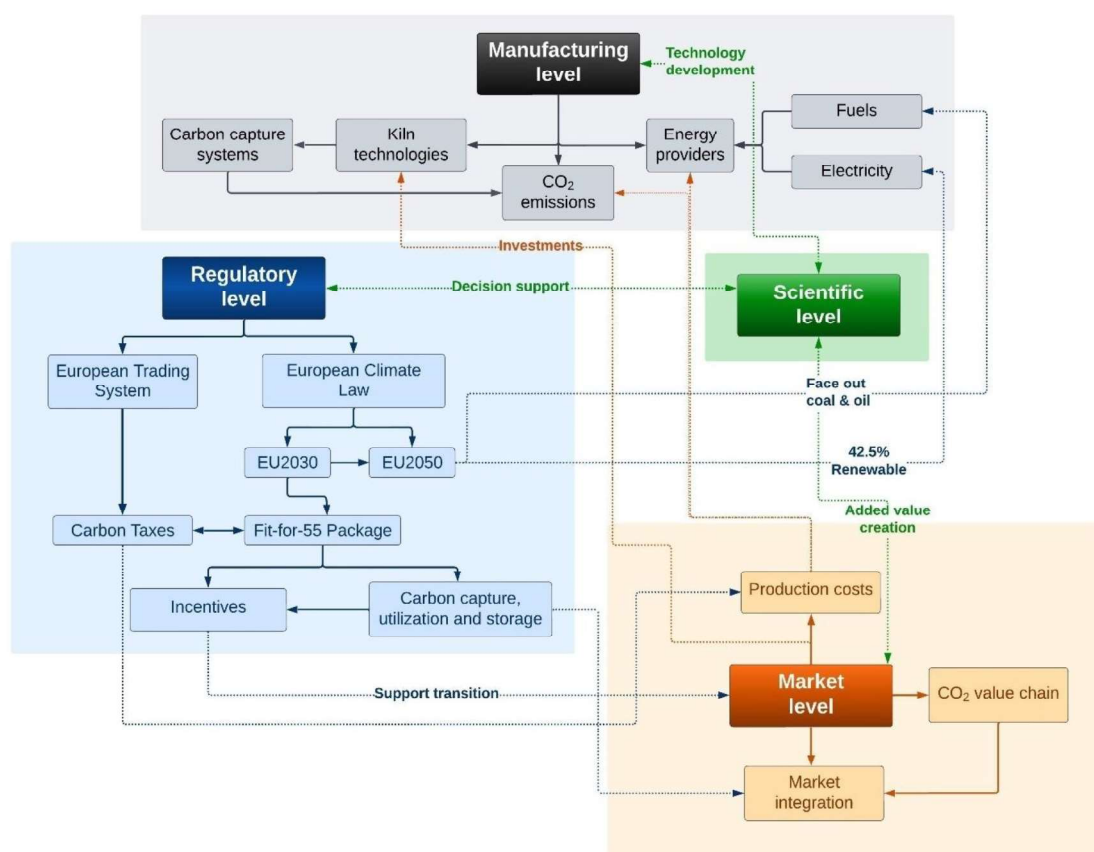 Manufacturing
level
Technology
development
Fuels
Carbon capture
systems
Kiln
technologies
Energy
providers
Electricity
CO₂
emissions
Investments
Regulatory
level
Decision support
Scientific
level
European Trading
System
European Climate
Law
Face out
coal & oil
EU2030
EU2050
42.5%
Renewable
Carbon Taxes
Fit-for-55 Package
Added value
creation
Incentives
Carbon capture,
utilization and storage
Production costs
Support transition
Market
level
CO₂ value chain
Market
integration